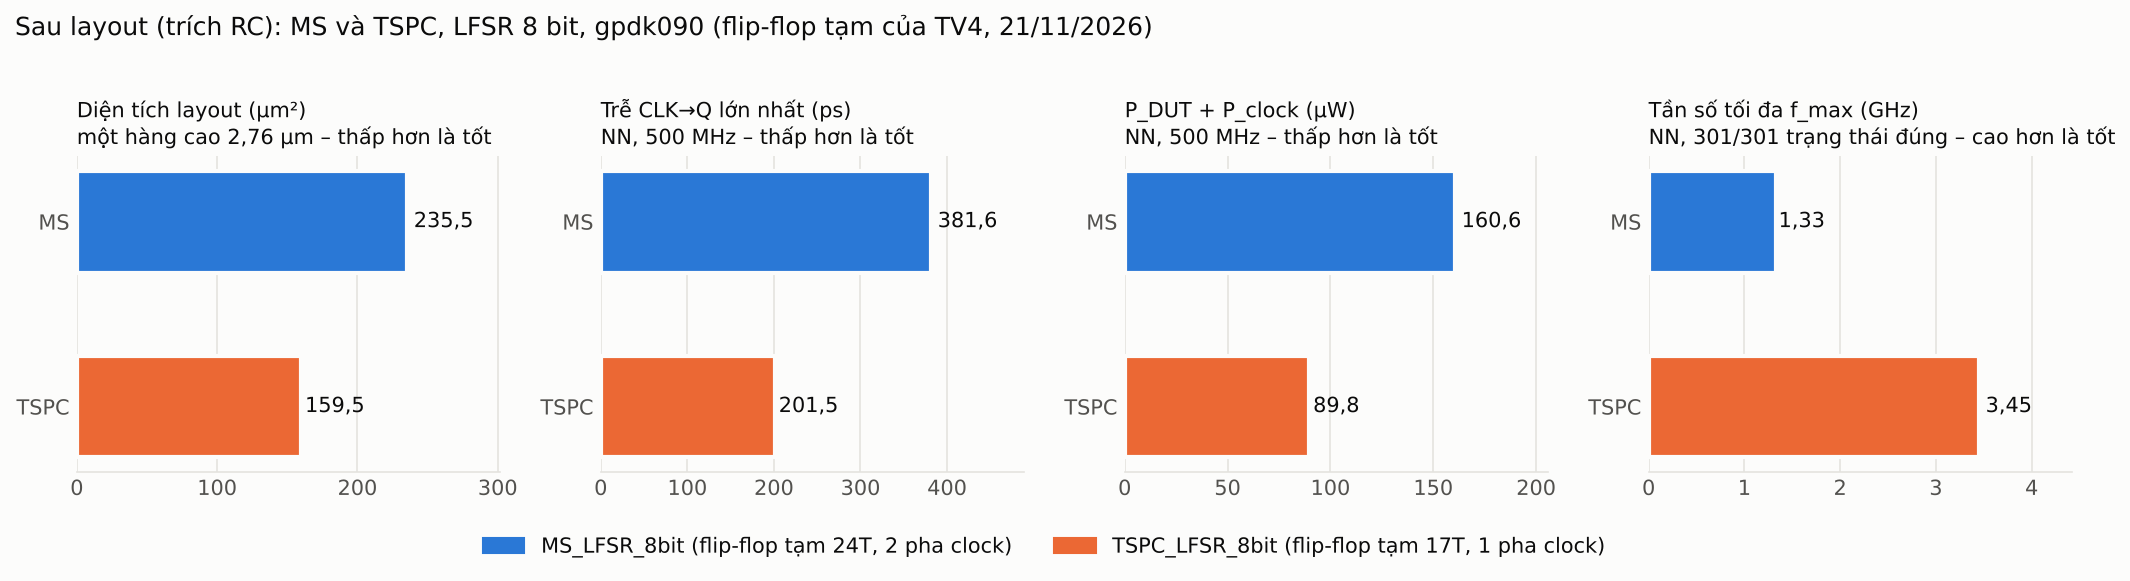 Sau layout (trích RC): MS và TSPC, LFSR 8 bit, gpdk090 (flip-flop tạm của TV4, 21/11/2026)
Diện tích layout (µm²)
một hàng cao 2,76 µm – thấp hơn là tốt
MS
235,5
TSPC
159,5
0 100 200 300
Trễ CLK→Q lớn nhất (ps)
NN, 500 MHz – thấp hơn là tốt
MS
381,6
TSPC
201,5
0 100 200 300 400
P_DUT + P_clock (µW)
NN, 500 MHz – thấp hơn là tốt
MS
160,6
TSPC
89,8
0 50 100 150 200
Tần số tối đa f_max (GHz)
NN, 301/301 trạng thái đúng – cao hơn là tốt
MS
1,33
TSPC
3,45
0 1 2 3 4
MS_LFSR_8bit (flip-flop tạm 24T, 2 pha clock)
TSPC_LFSR_8bit (flip-flop tạm 17T, 1 pha clock)